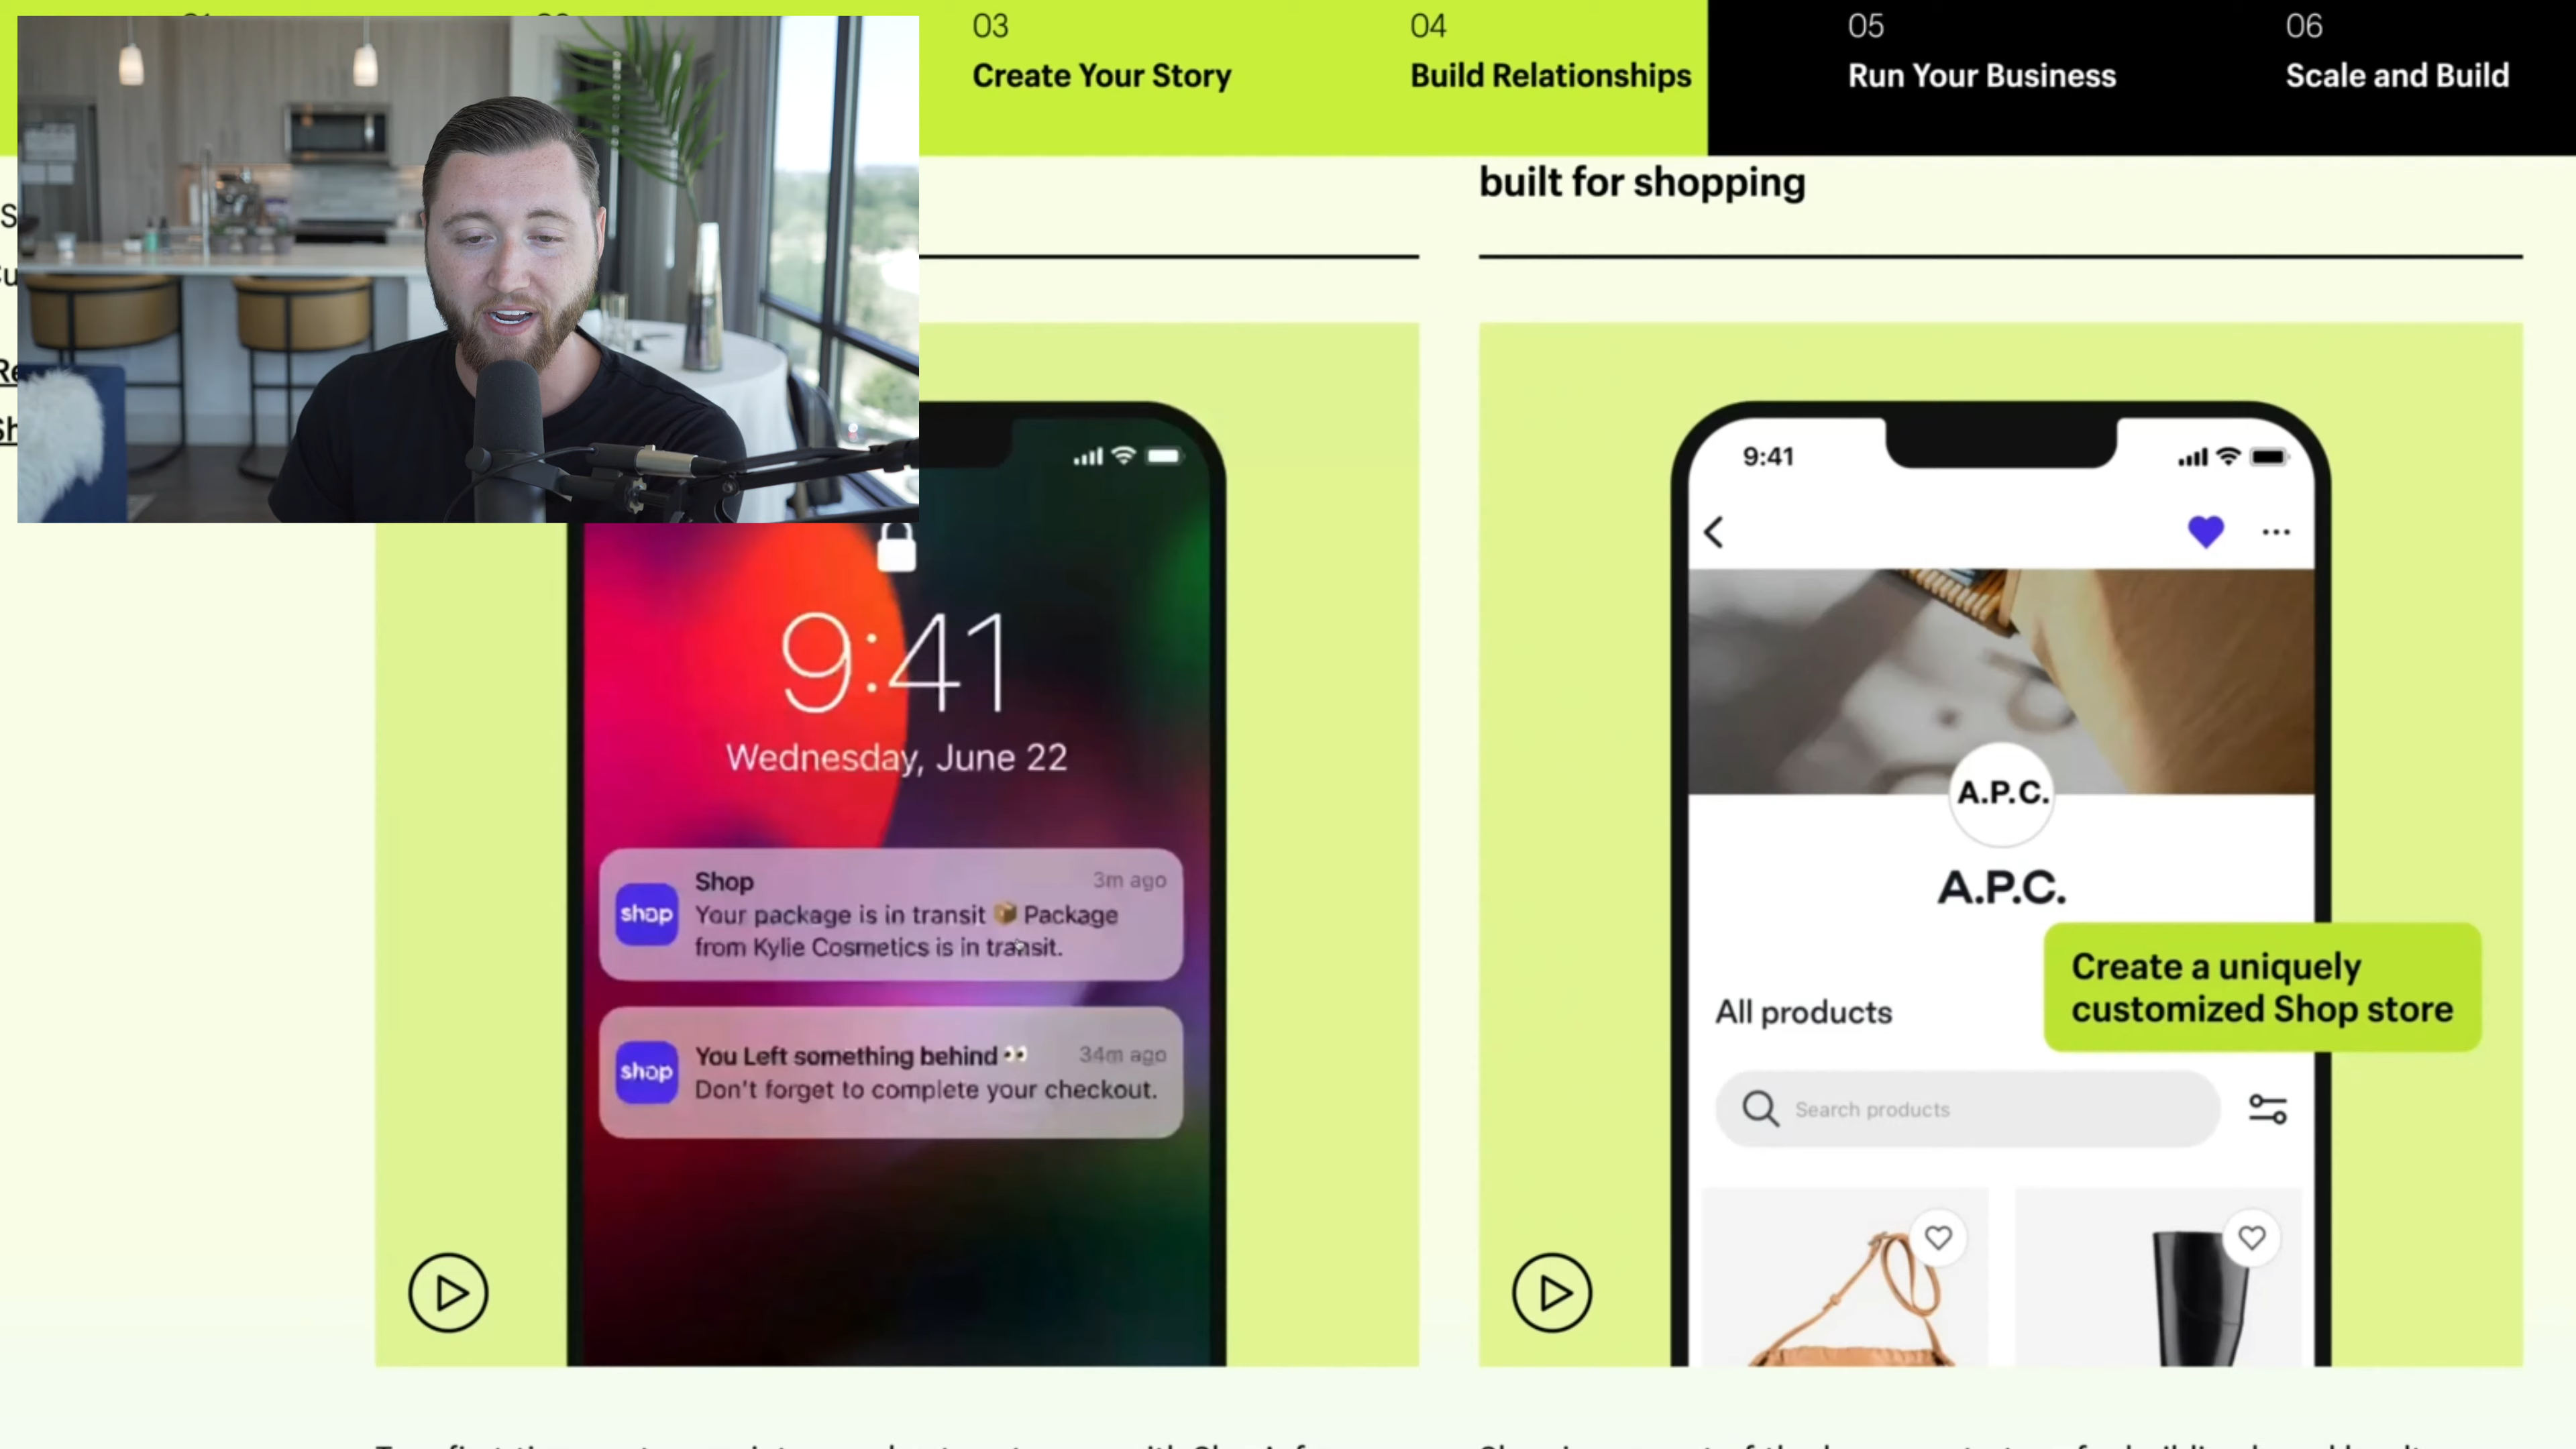 03
Create Your Story
04
Build Relationships
05
Run Your Business
06
Scale and Build
built for shopping
9:41
Wednesday, June 22
shop
Shop
3m ago
Your package is in transit 📦 Package
from Kylie Cosmetics is in transit.
shop
You Left something behind 👀
34m ago
Don't forget to complete your checkout.
9:41
A.P.C.
A.P.C.
Create a uniquely
customized Shop store
All products
Search products